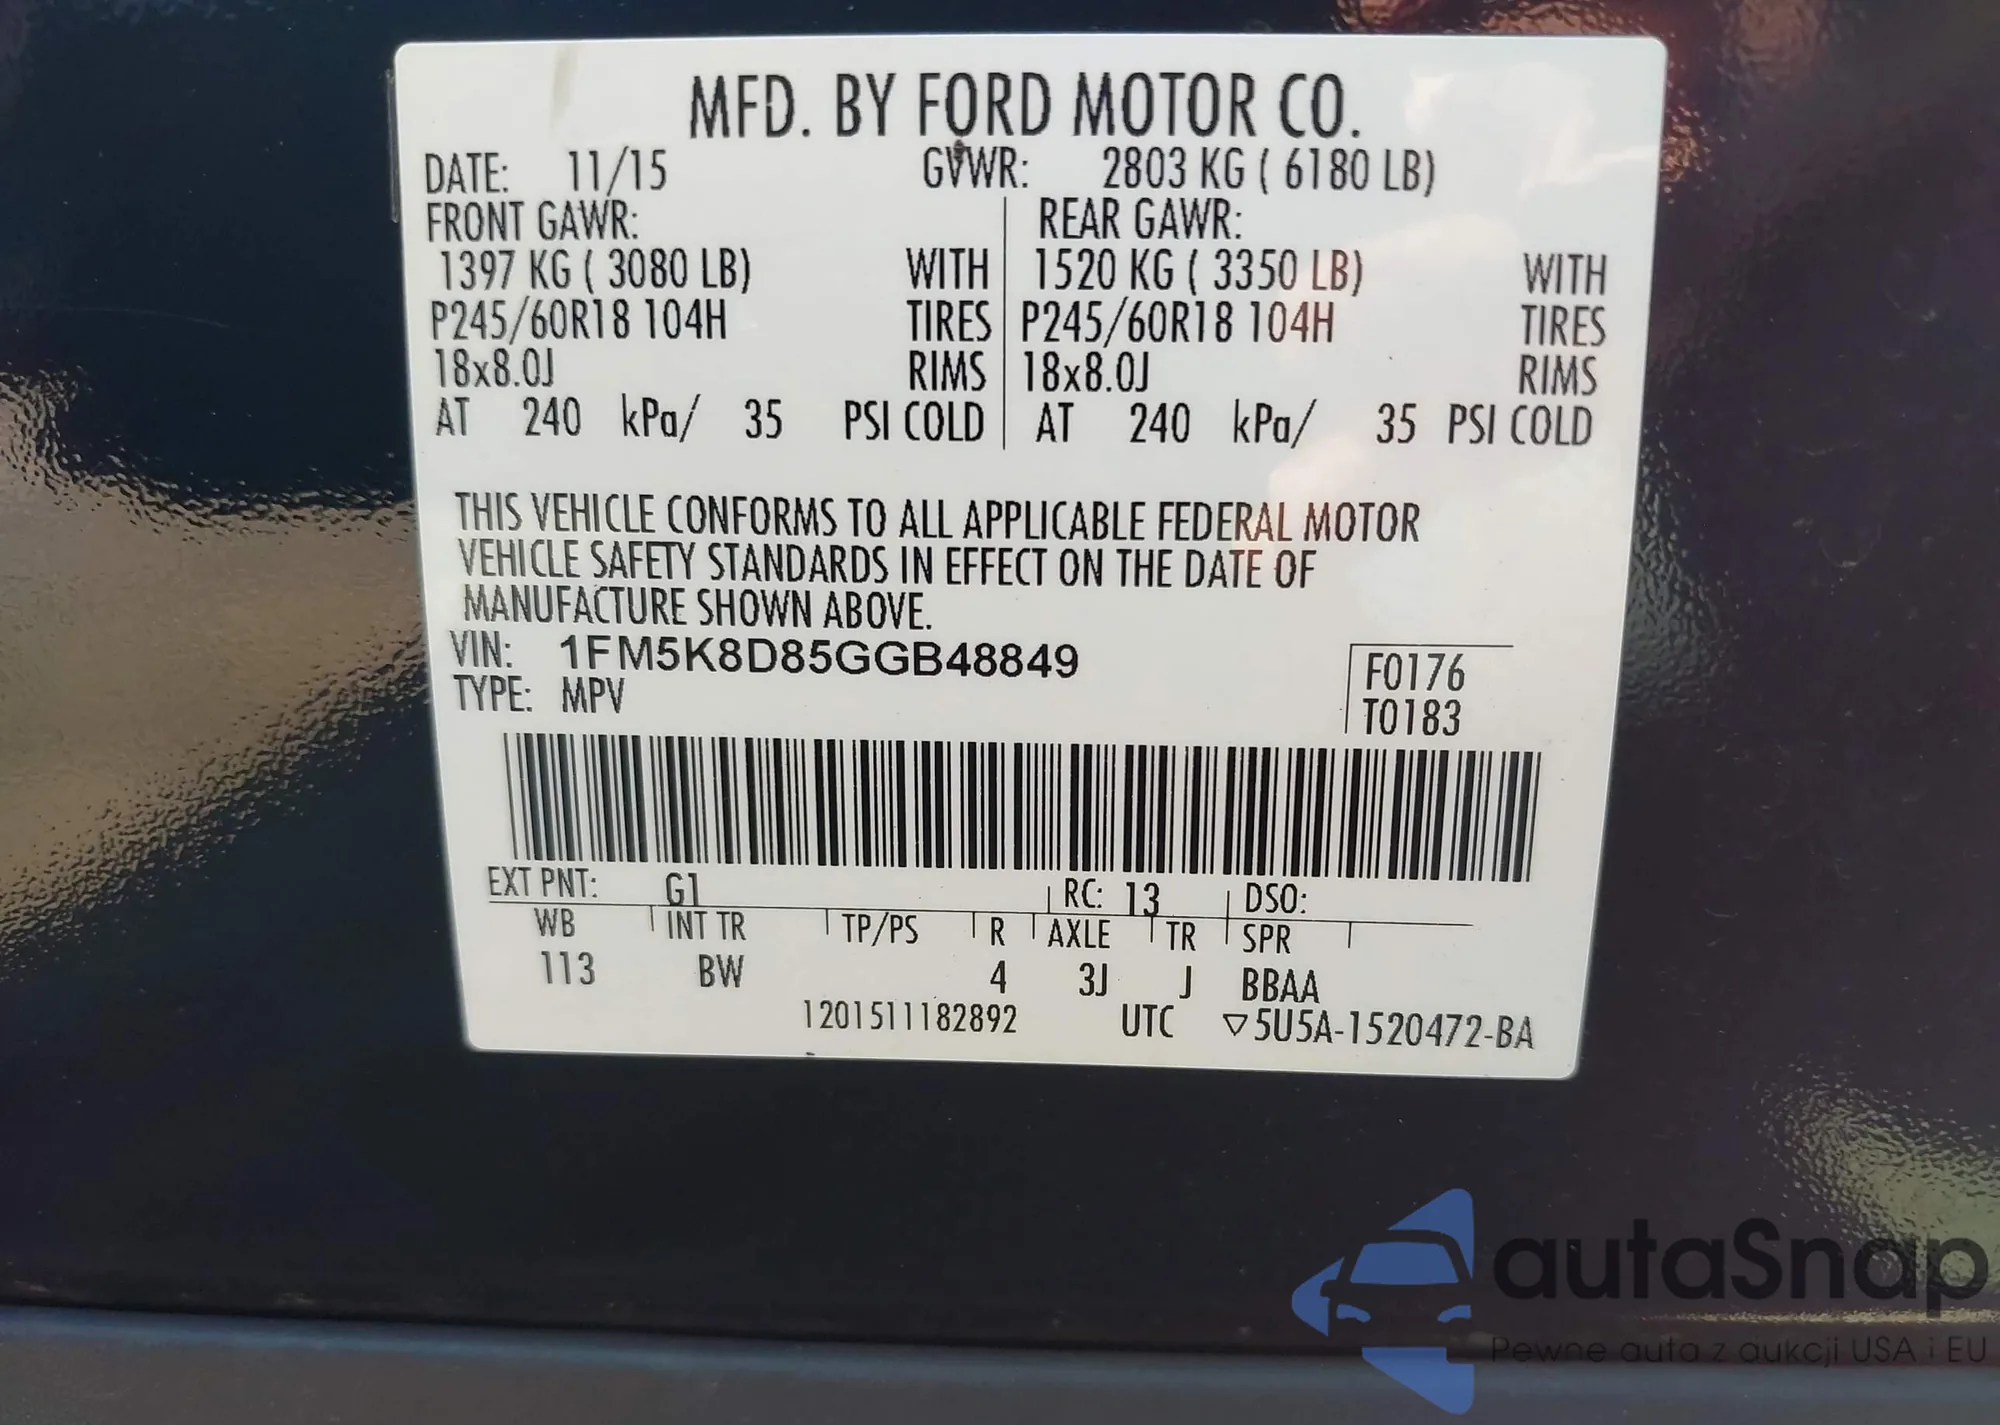 MFD. BY FORD MOTOR CO.
DATE: 11/15 GVWR: 2803 KG ( 6180 LB)
FRONT GAWR: REAR GAWR:
1397 KG ( 3080 LB) WITH 1520 KG ( 3350 LB) WITH
P245/60R18 104H TIRES P245/60R18 104H TIRES
18x8.0J RIMS 18x8.0J RIMS
AT 240 kPa/ 35 PSI COLD AT 240 kPa/ 35 PSI COLD
THIS VEHICLE CONFORMS TO ALL APPLICABLE FEDERAL MOTOR
VEHICLE SAFETY STANDARDS IN EFFECT ON THE DATE OF
MANUFACTURE SHOWN ABOVE.
VIN: 1FM5K8D85GGB48849 F0176
TYPE: MPV T0183
EXT PNT: G1 RC: 13 DSO:
WB INT TR TP/PS R AXLE TR SPR
113 BW 4 3J J BBAA
1201511182892 UTC ▽5U5A-1520472-BA
autaSnap
Pewne auta z aukcji USA i EU